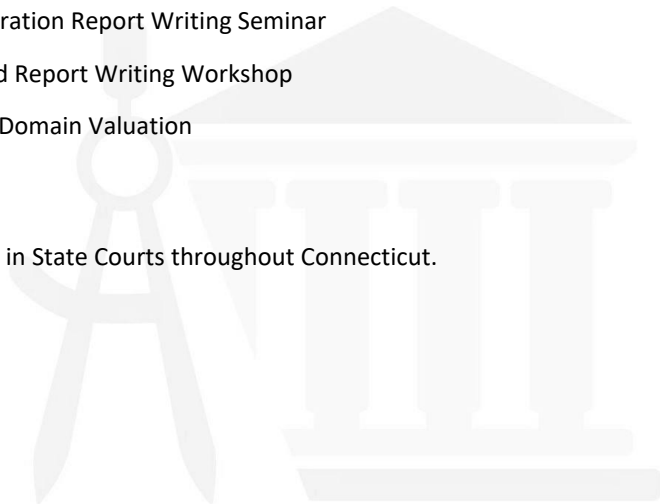 ration Report Writing Seminar
d Report Writing Workshop
Domain Valuation
in State Courts throughout Connecticut.